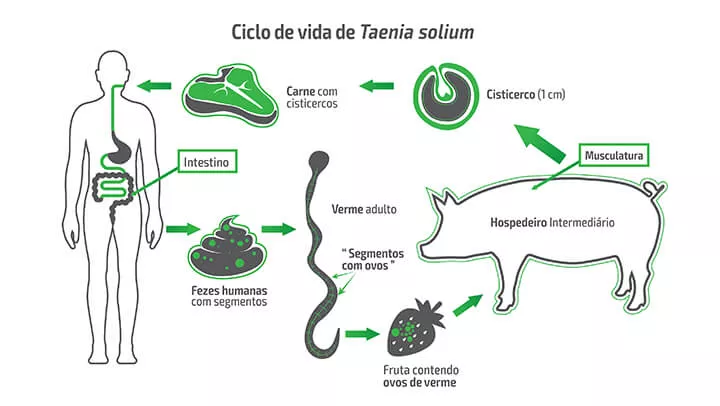 Ciclo de vida de Taenia solium
Carne com
cisticercos
Cisticerco (1 cm)
Intestino
Musculatura
Verme adulto
Hospedeiro Intermediário
" Segmentos
com ovos "
Fezes humanas
com segmentos
Fruta contendo
ovos de verme